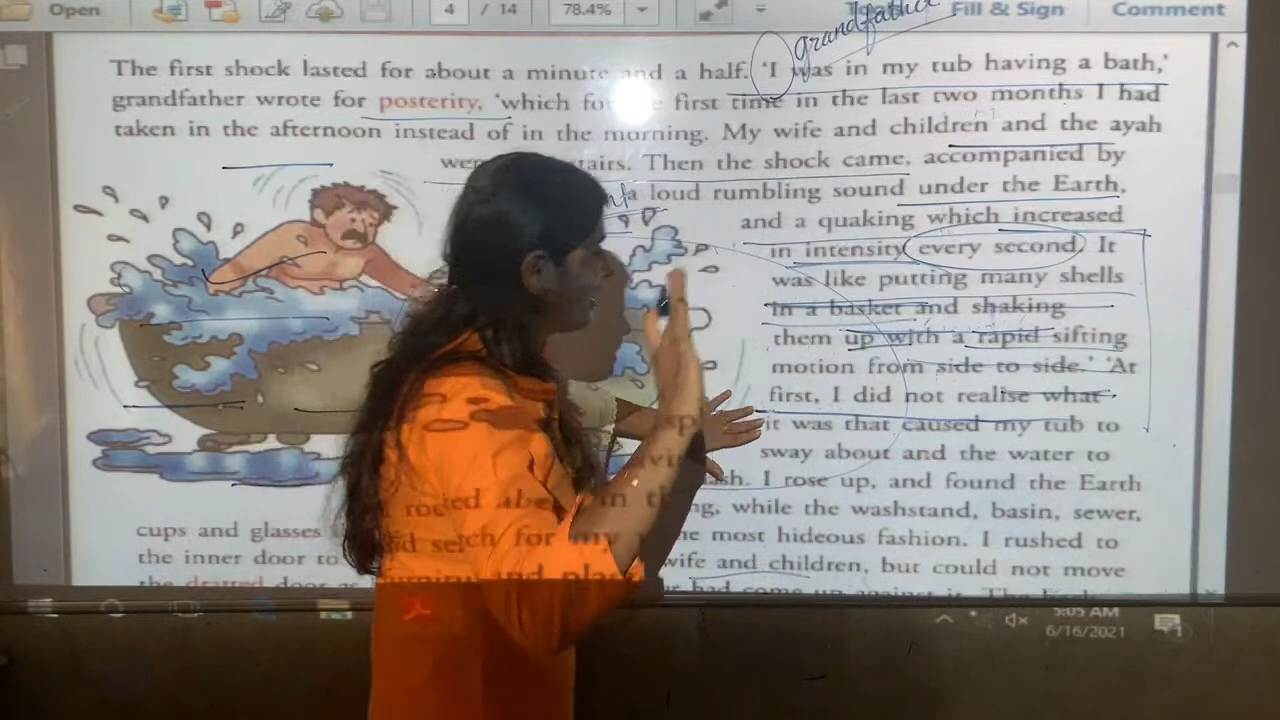 Open
4 / 14
78.4%
Fill & Sign
Comment
grandfather
The first shock lasted for about a minute and a half. 'I was in my tub having a bath,'
grandfather wrote for posterity, 'which for first time in the last two months I had
taken in the afternoon instead of in the morning. My wife and children and the ayah
were Then the shock came, accompanied by
a loud rumbling sound under the Earth,
and a quaking which increased
in intensity every second. It
was like putting many shells
in a basket and shaking
them up with a rapid sifting
motion from side to side.' 'At
first, I did not realise what
it was that caused my tub to
sway about and the water to
I rose up, and found the Earth
while the washstand, basin, sewer,
cups and glasses most hideous fashion. I rushed to
the inner door to wife and children, but could not move
the dratted door
5:05 AM
6/16/2021